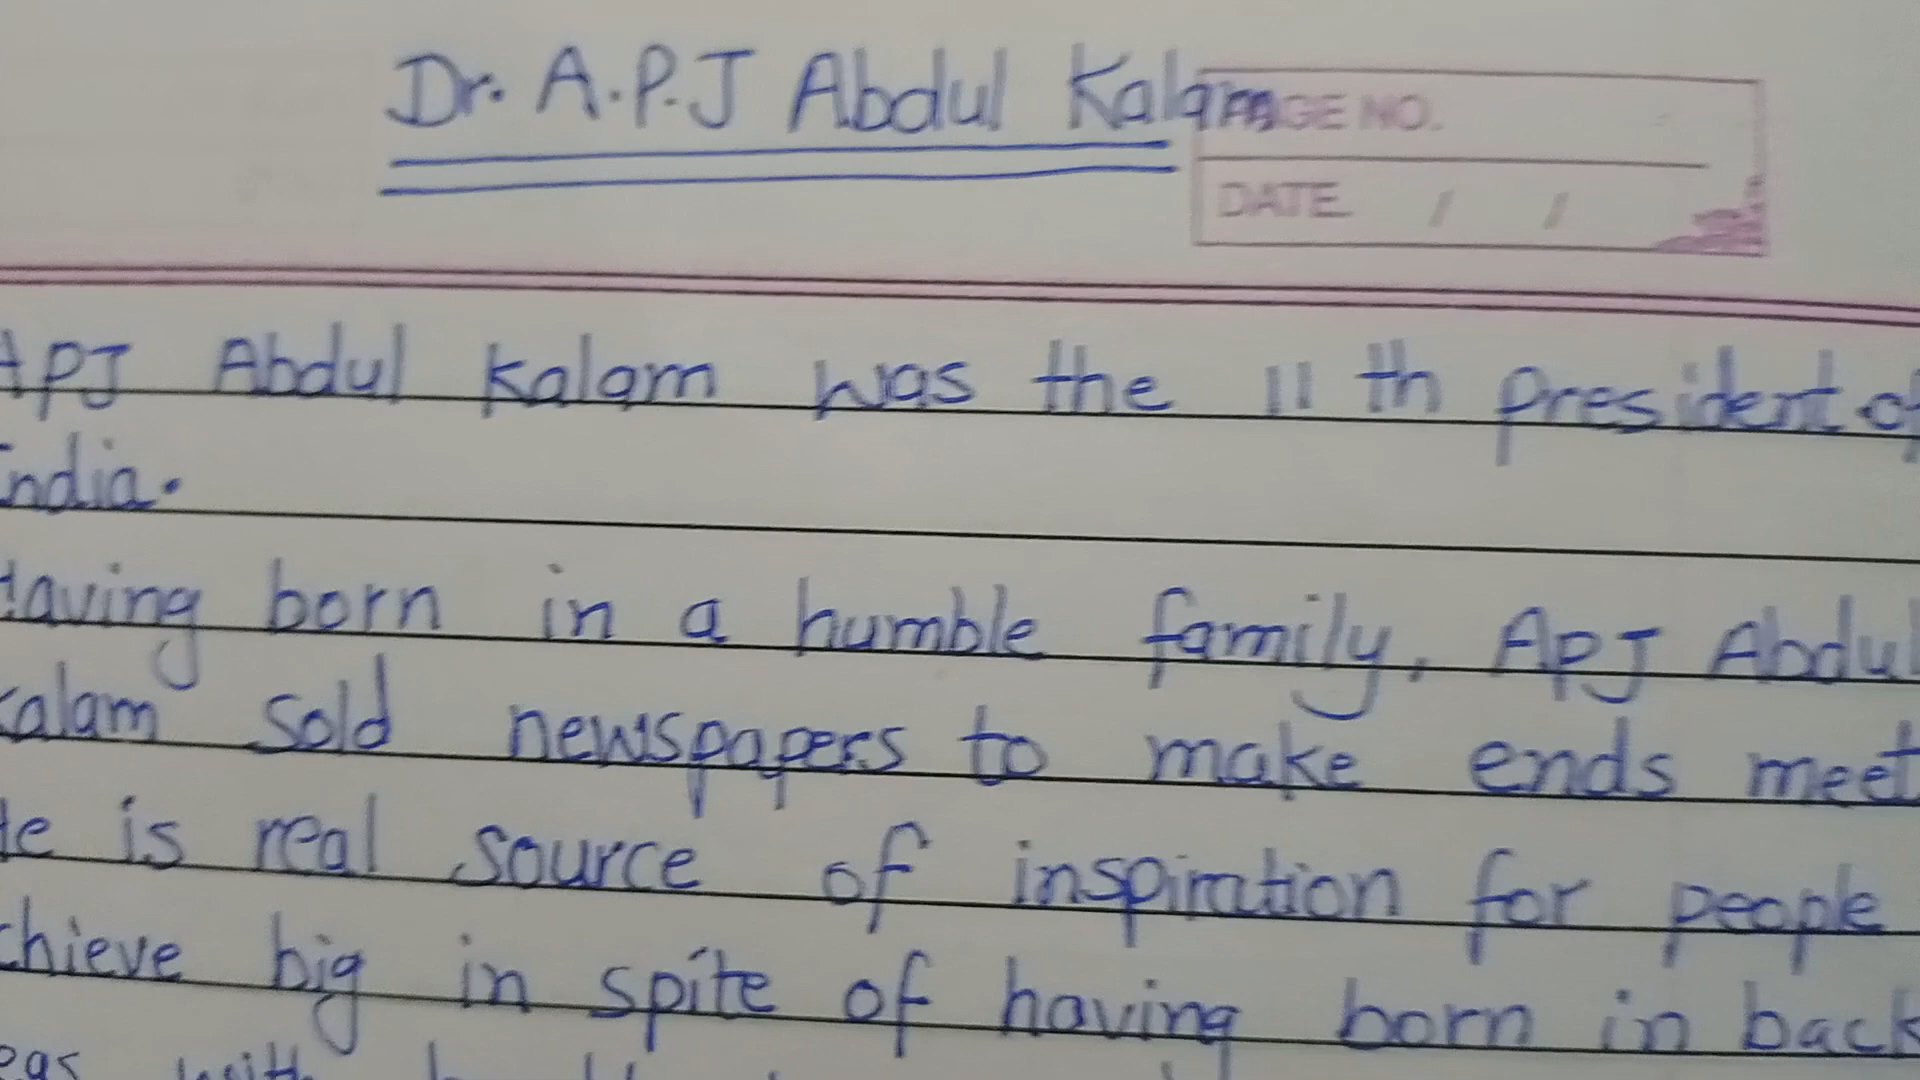 Dr. A.P.J Abdul Kalam
PAGE NO.
DATE / /
APJ Abdul Kalam was the 11 th president of
India.
Having born in a humble family, APJ Abdul
Kalam sold newspapers to make ends meet
He is real source of inspiration for people
chieve big in spite of having born in back
eas with